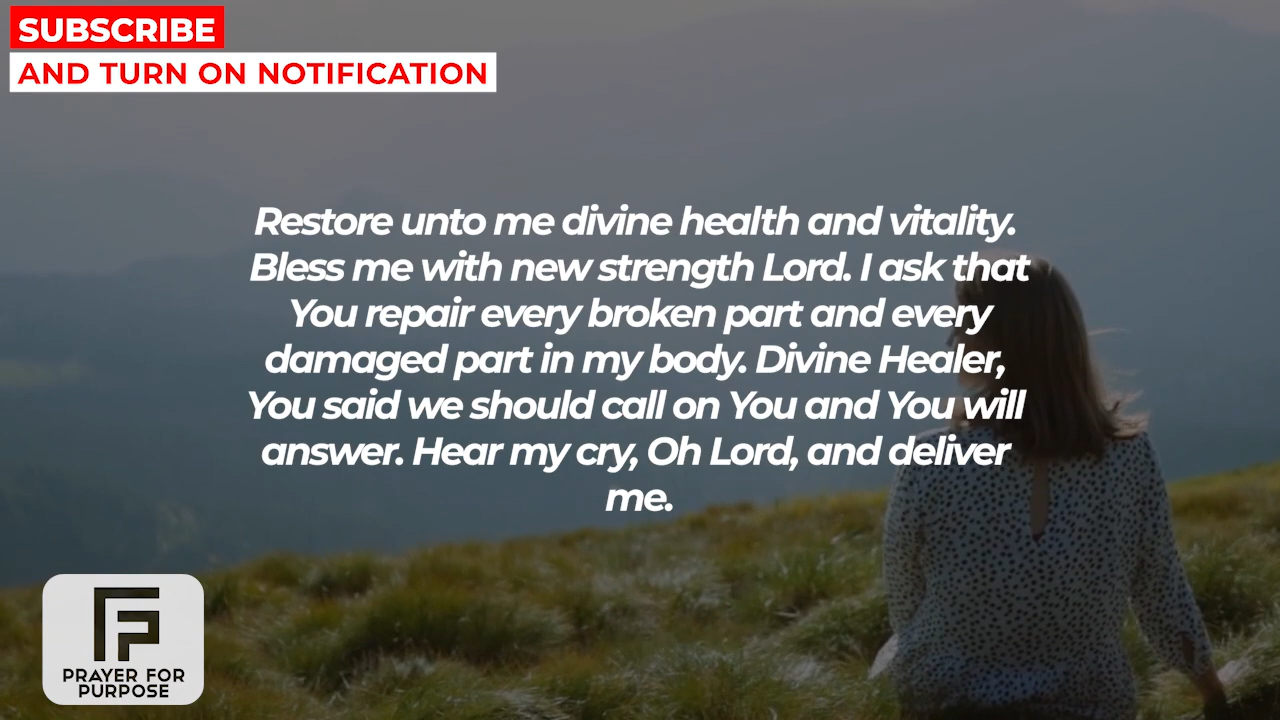 SUBSCRIBE
AND TURN ON NOTIFICATION
Restore unto me divine health and vitality.
Bless me with new strength Lord. I ask that
You repair every broken part and every
damaged part in my body. Divine Healer,
You said we should call on You and You will
answer. Hear my cry, Oh Lord, and deliver
me.
PRAYER FOR
PURPOSE